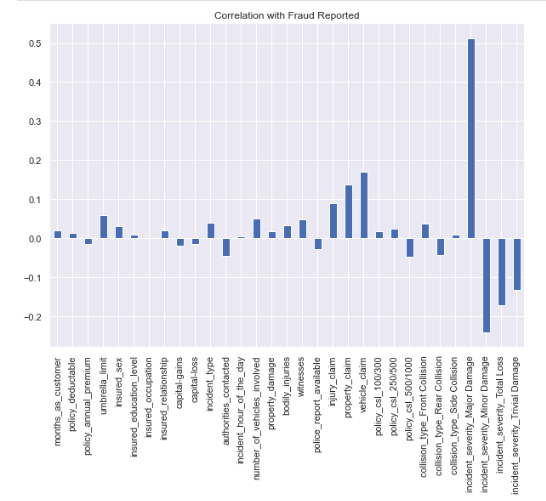 Correlation with Fraud Reported
0.5
0.4
0.3
0.2
0.1
0.0
−0.1
−0.2
months_as_customer
policy_deductable
policy_annual_premium
umbrella_limit
insured_sex
insured_education_level
insured_occupation
insured_relationship
capital-gains
capital-loss
incident_type
authorities_contacted
incident_hour_of_the_day
number_of_vehicles_involved
property_damage
bodily_injuries
witnesses
police_report_available
injury_claim
property_claim
vehicle_claim
policy_csl_100/300
policy_csl_250/500
policy_csl_500/1000
collision_type_Front Collision
collision_type_Rear Collision
collision_type_Side Collision
incident_severity_Major Damage
incident_severity_Minor Damage
incident_severity_Total Loss
incident_severity_Trivial Damage